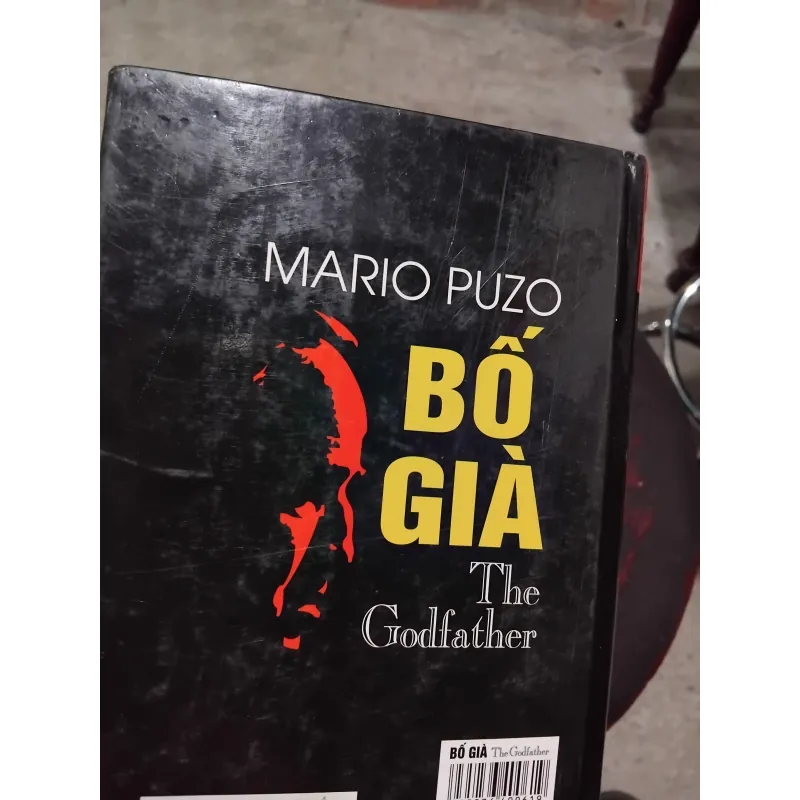 MARIO PUZO
BỐ
GIÀ
The
Godfather
BỐ GIÀ The Godfather